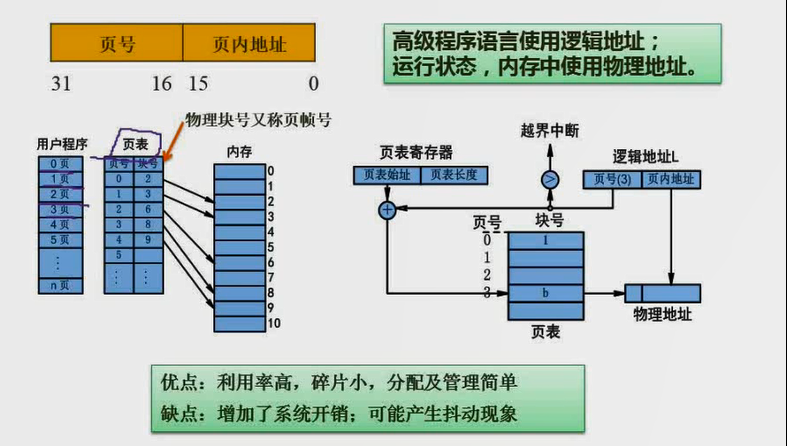 页号 页内地址
31 16 15 0
高级程序语言使用逻辑地址；
运行状态，内存中使用物理地址。
物理块号又称页帧号
用户程序
0 页
1 页
2 页
3 页
4 页
5 页
⋮
n 页
页表
页号 块号
0 2
1 3
2 6
3 8
4 9
5
⋮ ⋮
内存
0
1
2
3
4
5
6
7
8
9
10
越界中断
页表寄存器
页表始址 页表长度
>
逻辑地址L
页号(3) 页内地址
+
页号 块号
0 1
1
2
3 b
页表
物理地址
优点：利用率高，碎片小，分配及管理简单
缺点：增加了系统开销；可能产生抖动现象